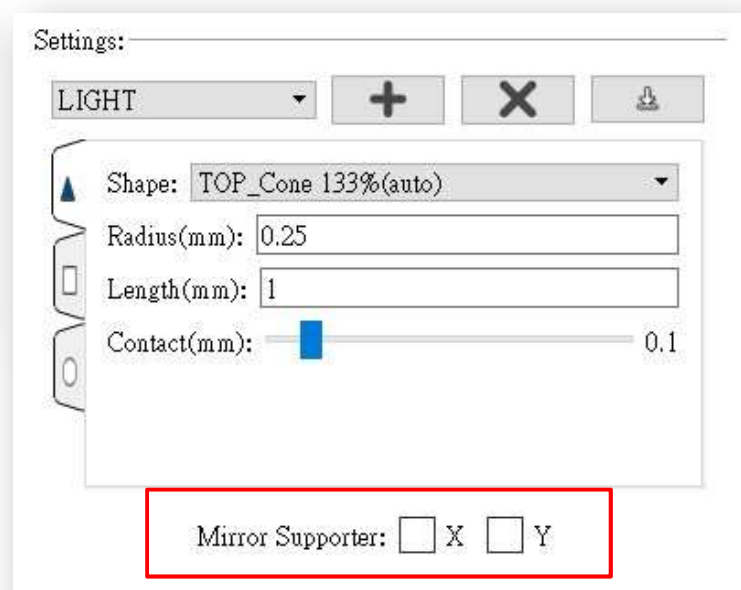 Settings:
LIGHT
Shape: TOP_Cone 133%(auto)
Radius(mm): 0.25
Length(mm): 1
Contact(mm): 0.1
Mirror Supporter: X Y